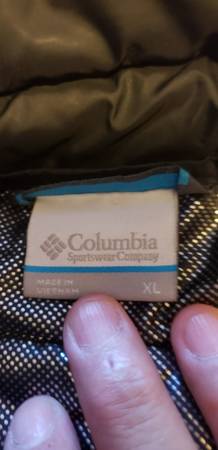 Columbia
Sportswear Company
MADE IN
VIETNAM
XL